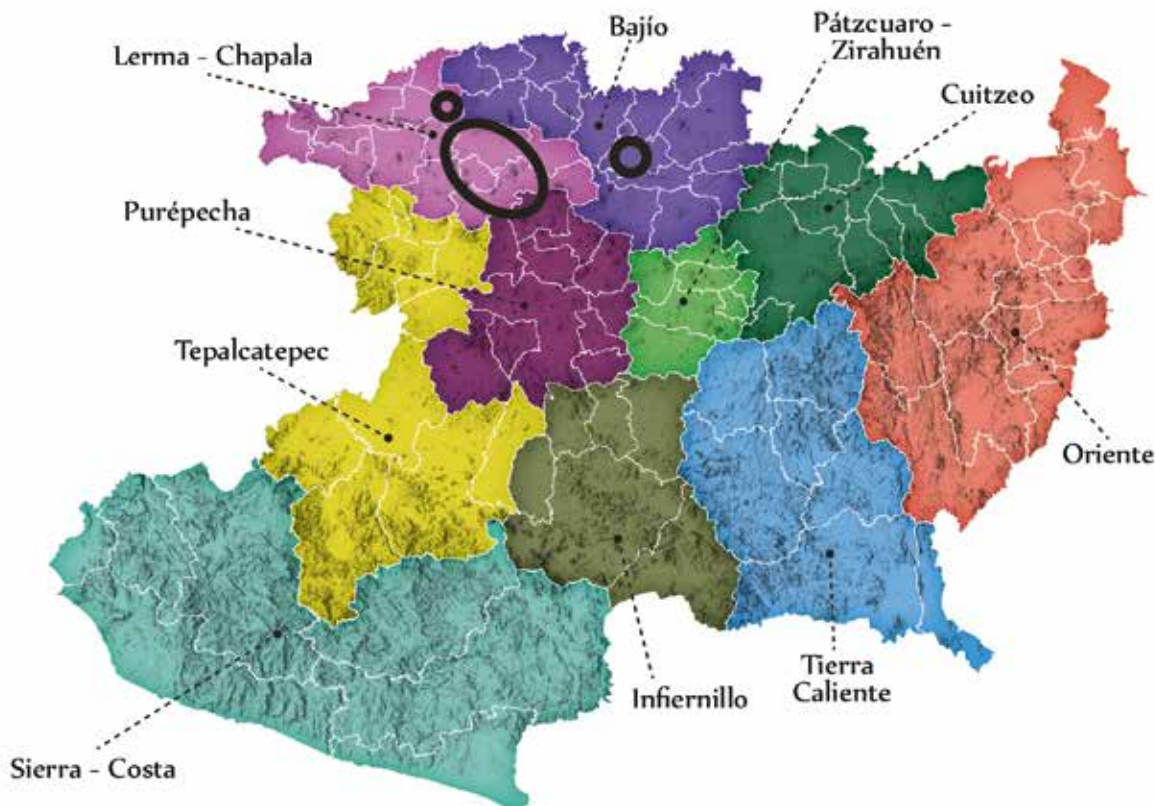 Bajío
Pátzcuaro -
Zirahuén
Lerma - Chapala
Cuitzeo
Purépecha
Tepalcatepec
Oriente
Tierra
Caliente
Infiernillo
Sierra - Costa